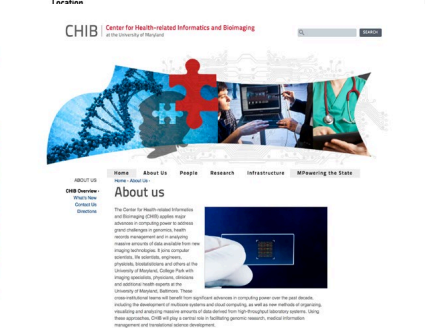 Location
CHIB
Center for Health-related Informatics and Bioimaging
at the University of Maryland
SEARCH
Home About Us People Research Infrastructure MPowering the State
ABOUT US
Home › About Us ›
CHIB Overview ›
What's New
Contact Us
Directions
About us
The Center for Health-related Informatics
and Bioimaging (CHIB) applies major
advances in computing power to address
grand challenges in genomics, health
records management and in analyzing
massive amounts of data available from new
imaging technologies. It joins computer
scientists, life scientists, engineers,
physicists, biostatisticians and others at the
University of Maryland, College Park with
imaging specialists, physicians, clinicians
and additional health experts at the
University of Maryland, Baltimore. These
cross-institutional teams will benefit from significant advances in computing power over the past decade,
including the development of multicore systems and cloud computing, as well as new methods of organizing,
visualizing and analyzing massive amounts of data derived from high-throughput laboratory systems. Using
these approaches, CHIB will play a central role in facilitating genomic research, medical information
management and translational science development.